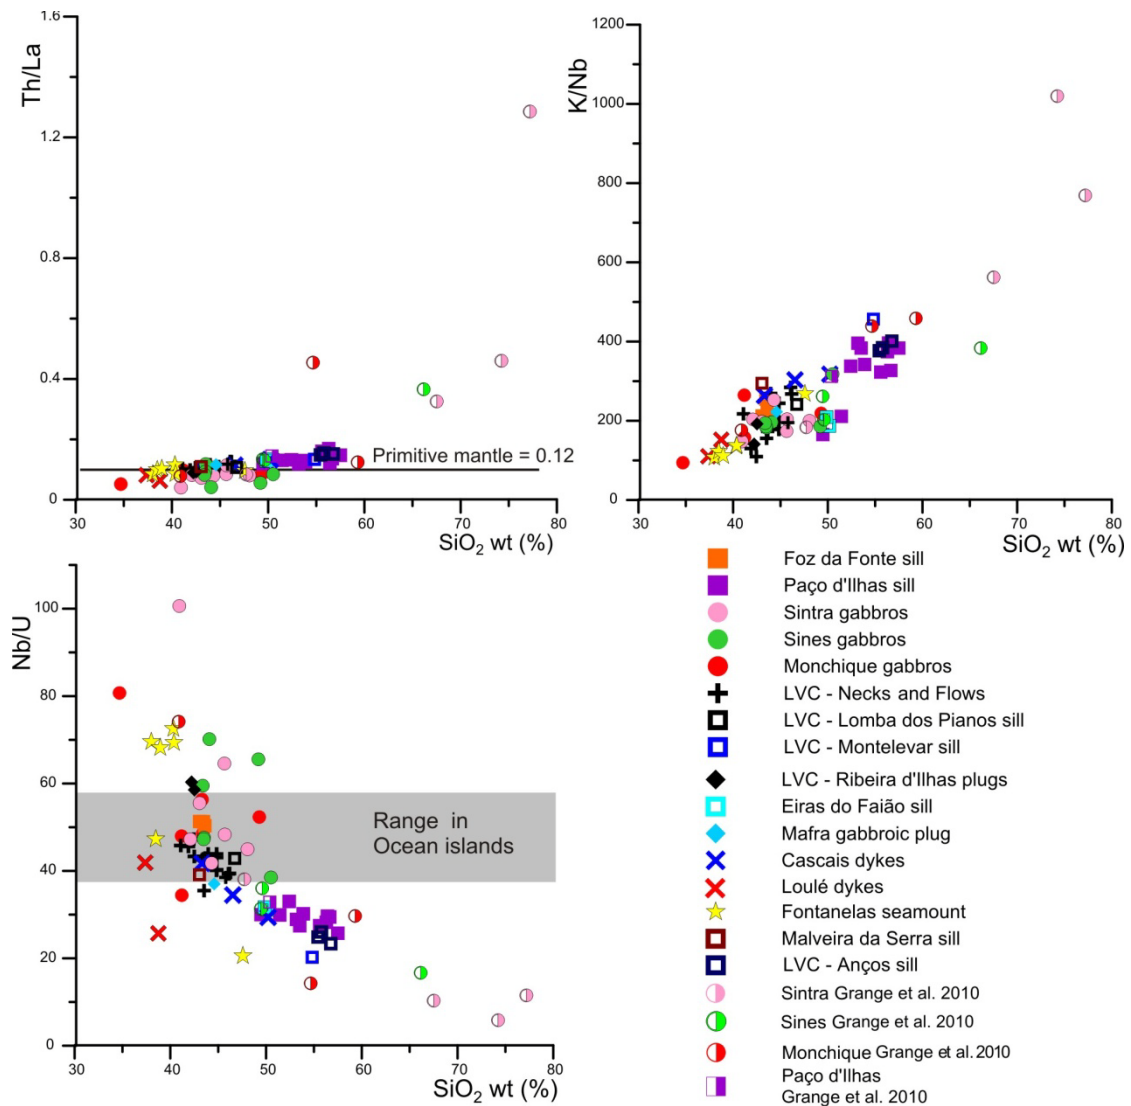 1.6
1.2
0.8
0.4
0
Th/La
Primitive mantle = 0.12
30
40
50
60
70
80
SiO2 wt (%)
1200
1000
800
600
400
200
0
K/Nb
30
40
50
60
70
80
SiO2 wt (%)
100
80
60
40
20
0
Nb/U
Range in
Ocean islands
30
40
50
60
70
80
SiO2 wt (%)
Foz da Fonte sill
Paço d'Ilhas sill
Sintra gabbros
Sines gabbros
Monchique gabbros
LVC - Necks and Flows
LVC - Lomba dos Pianos sill
LVC - Montelevar sill
LVC - Ribeira d'Ilhas plugs
Eiras do Faião sill
Mafra gabbroic plug
Cascais dykes
Loulé dykes
Fontanelas seamount
Malveira da Serra sill
LVC - Anços sill
Sintra Grange et al. 2010
Sines Grange et al. 2010
Monchique Grange et al. 2010
Paço d'Ilhas
Grange et al. 2010